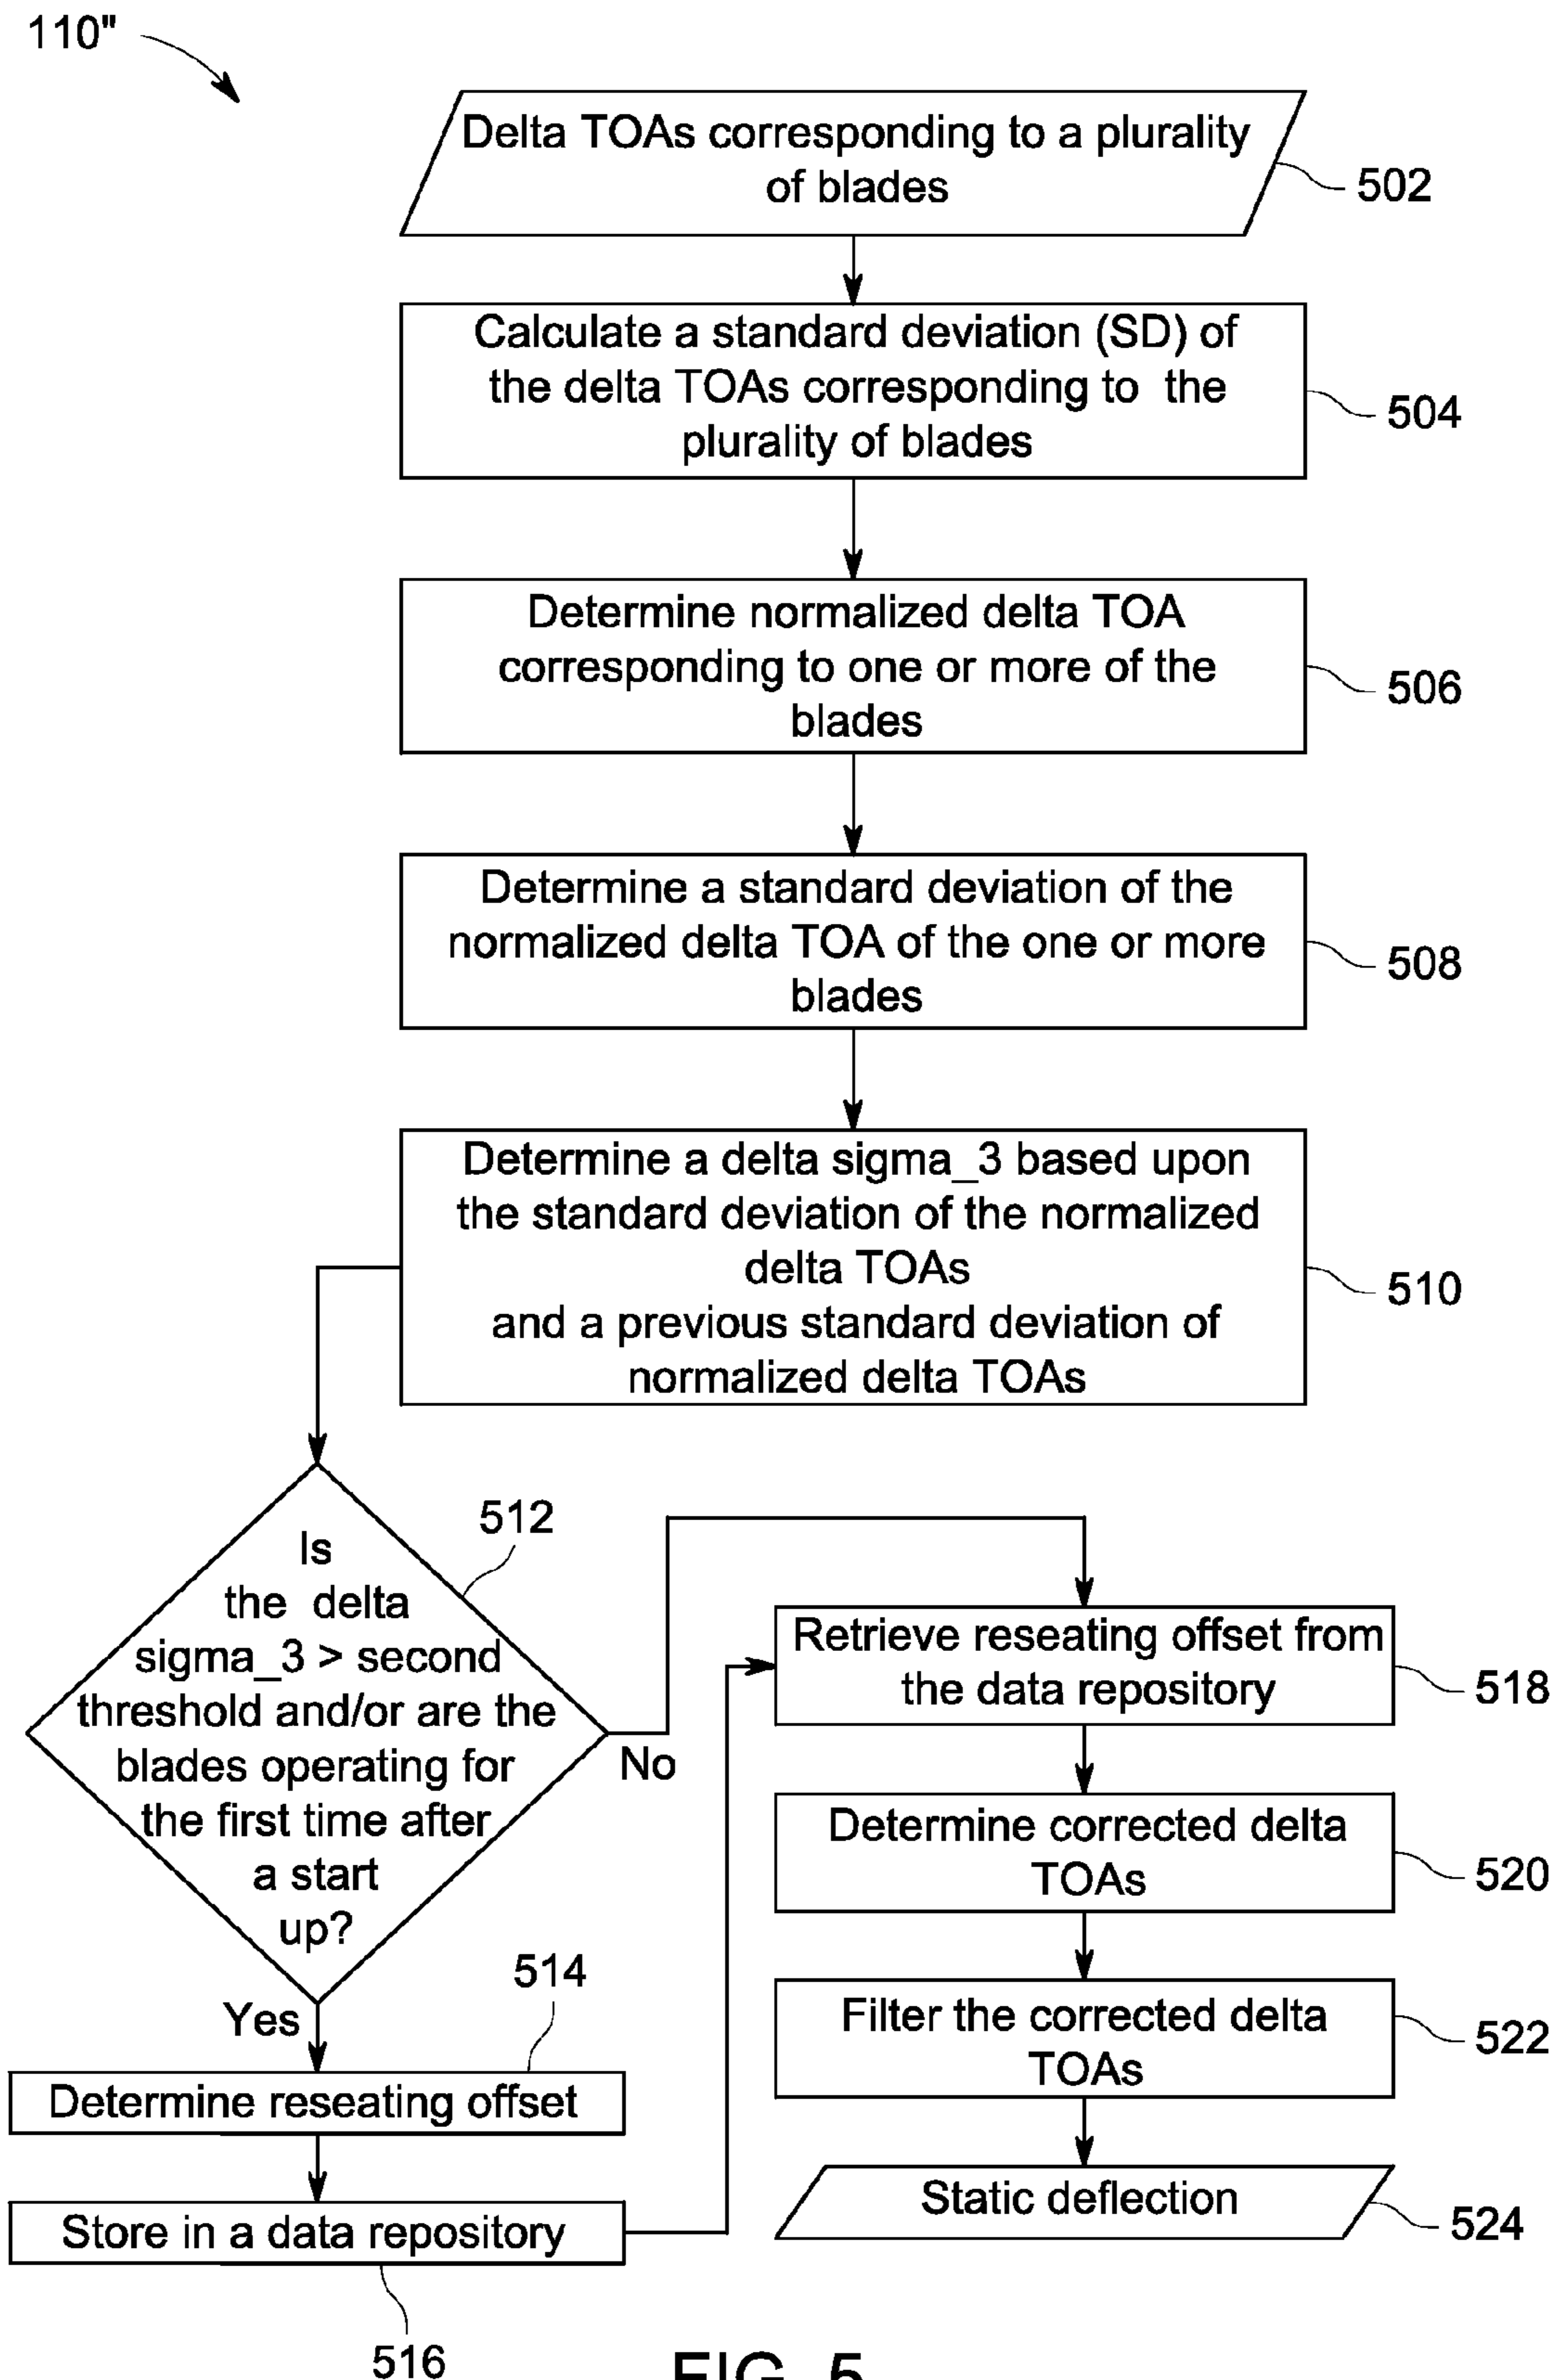 110"
Delta TOAs corresponding to a plurality
of blades
502
Calculate a standard deviation (SD) of
the delta TOAs corresponding to the
plurality of blades
504
Determine normalized delta TOA
corresponding to one or more of the
blades
506
Determine a standard deviation of the
normalized delta TOA of the one or more
blades
508
Determine a delta sigma_3 based upon
the standard deviation of the normalized
delta TOAs
and a previous standard deviation of
normalized delta TOAs
510
512
Is
the delta
sigma_3 > second
threshold and/or are the
blades operating for
the first time after
a start
up?
No
Yes
514
Determine reseating offset
Store in a data repository
516
Retrieve reseating offset from
the data repository
518
Determine corrected delta
TOAs
520
Filter the corrected delta
TOAs
522
Static deflection
524
FIG. 5